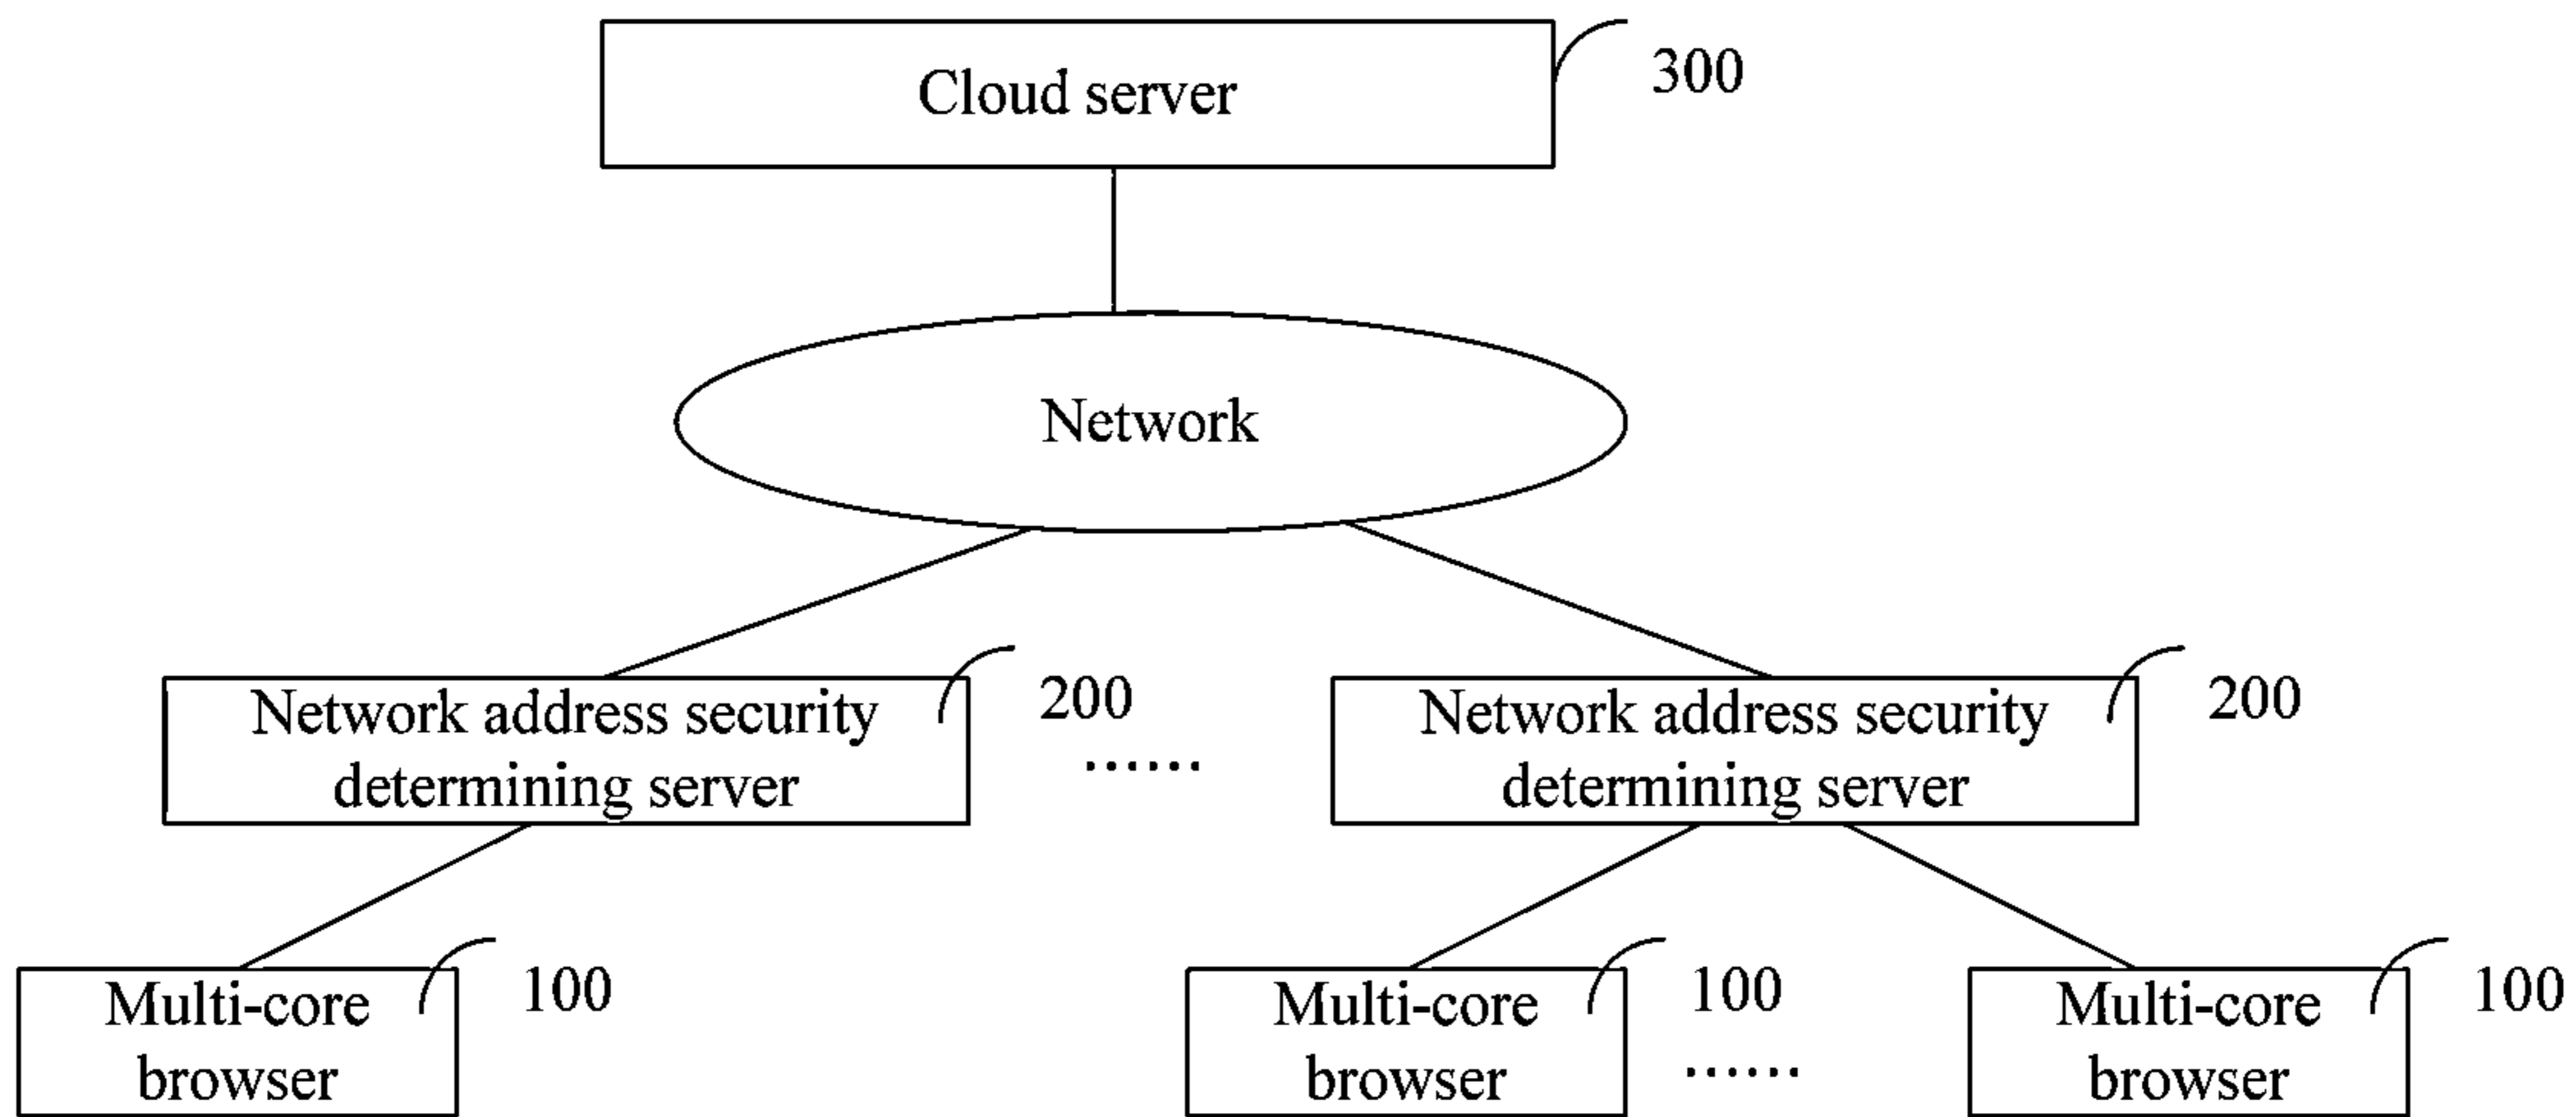 Cloud server
300
Network
Network address security
determining server
200
......
Network address security
determining server
200
Multi-core
browser
100
Multi-core
browser
100
......
Multi-core
browser
100